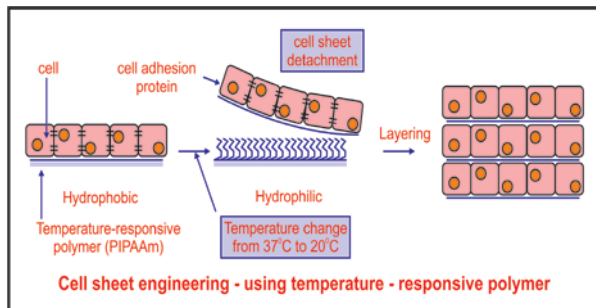 cell
cell adhesion
protein
cell sheet
detachment
Layering
Hydrophobic
Hydrophilic
Temperature-responsive
polymer (PIPAAm)
Temperature change
from 37°C to 20°C
Cell sheet engineering - using temperature - responsive polymer